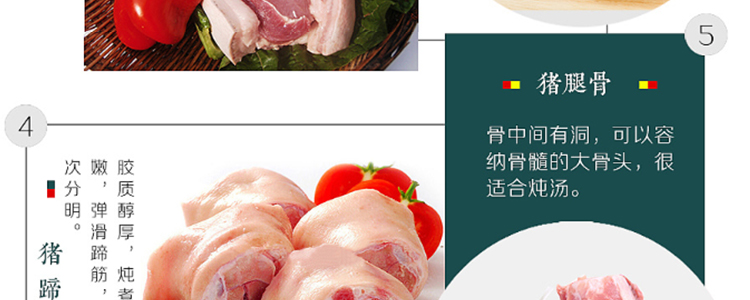 5
猪腿骨
骨中间有洞，可以容
纳骨髓的大骨头，很
适合炖汤。
4
胶质醇厚，炖煮
嫩，弹滑蹄筋，
次分明。
猪蹄